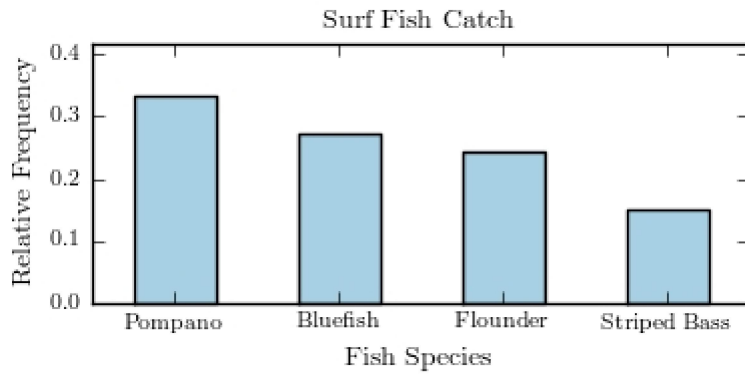 Surf Fish Catch
0.4
0.3
0.2
0.1
0.0
Relative Frequency
Pompano Bluefish Flounder Striped Bass
Fish Species